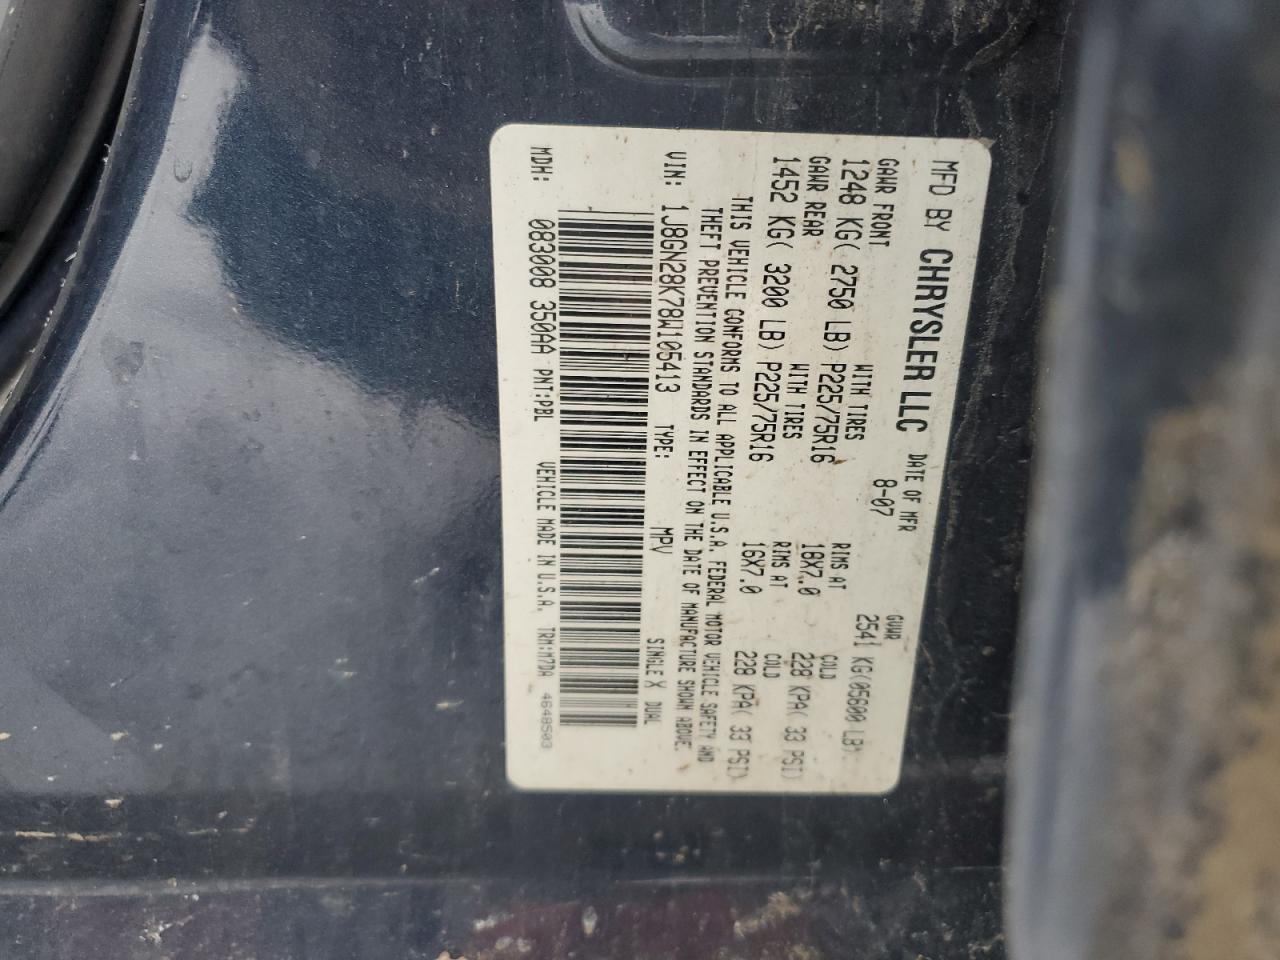 MFD BY CHRYSLER LLC DATE OF MFR GVWR
8-07 2541 KG(05600 LB).
GAWR FRONT WITH TIRES RIMS AT COLD
1248 KG( 2750 LB) P225/75R16 16X7.0 228 KPA( 33 PSI)
GAWR REAR WITH TIRES RIMS AT COLD
1452 KG( 3200 LB) P225/75R16 16X7.0 228 KPA( 33 PSI)
THIS VEHICLE CONFORMS TO ALL APPLICABLE U.S.A. FEDERAL MOTOR VEHICLE SAFETY AND
THEFT PREVENTION STANDARDS IN EFFECT ON THE DATE OF MANUFACTURE SHOWN ABOVE.
VIN: 1J8GN28K78W105413 TYPE: MPV SINGLE X DUAL
MDH: 083008 350AA PNT:PBL VEHICLE MADE IN U.S.A. TRM:M7DA 4648503